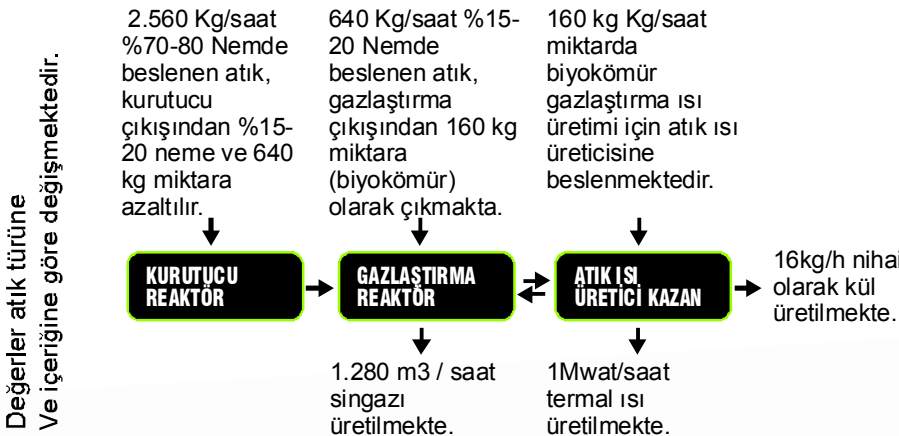 Değerler atık türüne
Ve içeriğine göre değişmektedir.
2.560 Kg/saat
%70-80 Nemde
beslenen atık,
kurutucu
çıkışından %15-
20 neme ve 640
kg miktara
azaltılır.
640 Kg/saat %15-
20 Nemde
beslenen atık,
gazlaştırma
çıkışından 160 kg
miktara
(biyokömür)
olarak çıkmakta.
160 kg Kg/saat
miktarda
biyokömür
gazlaştırma ısı
üretimi için atık ısı
üreticisine
beslenmektedir.
KURUTUCU
REAKTÖR
GAZLAŞTIRMA
REAKTÖR
ATIK ISI
ÜRETİCİ KAZAN
16kg/h nihai
olarak kül
üretilmekte.
1.280 m3 / saat
singazı
üretilmekte.
1Mwat/saat
termal ısı
üretilmekte.